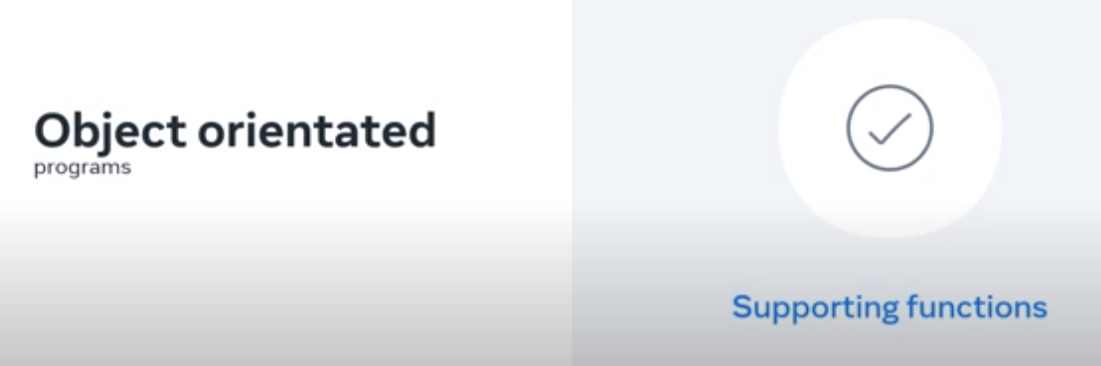 Object orientated
programs
Supporting functions